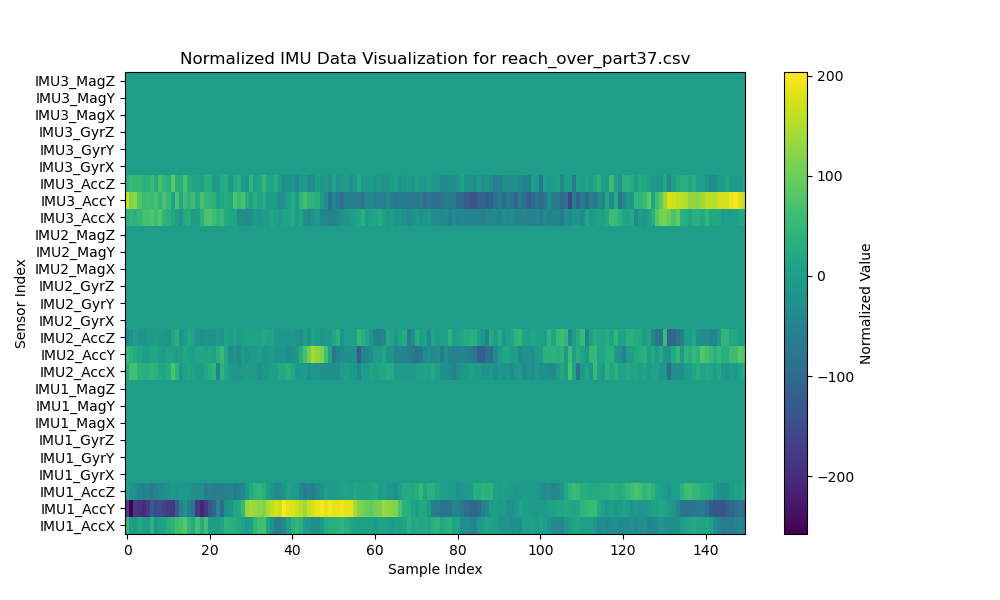 Normalized IMU Data Visualization for reach_over_part37.csv
IMU3_MagZ
IMU3_MagY
IMU3_MagX
IMU3_GyrZ
IMU3_GyrY
IMU3_GyrX
IMU3_AccZ
IMU3_AccY
IMU3_AccX
IMU2_MagZ
IMU2_MagY
IMU2_MagX
IMU2_GyrZ
IMU2_GyrY
IMU2_GyrX
IMU2_AccZ
IMU2_AccY
IMU2_AccX
IMU1_MagZ
IMU1_MagY
IMU1_MagX
IMU1_GyrZ
IMU1_GyrY
IMU1_GyrX
IMU1_AccZ
IMU1_AccY
IMU1_AccX
Sensor Index
0 20 40 60 80 100 120 140
Sample Index
200
100
0
−100
−200
Normalized Value